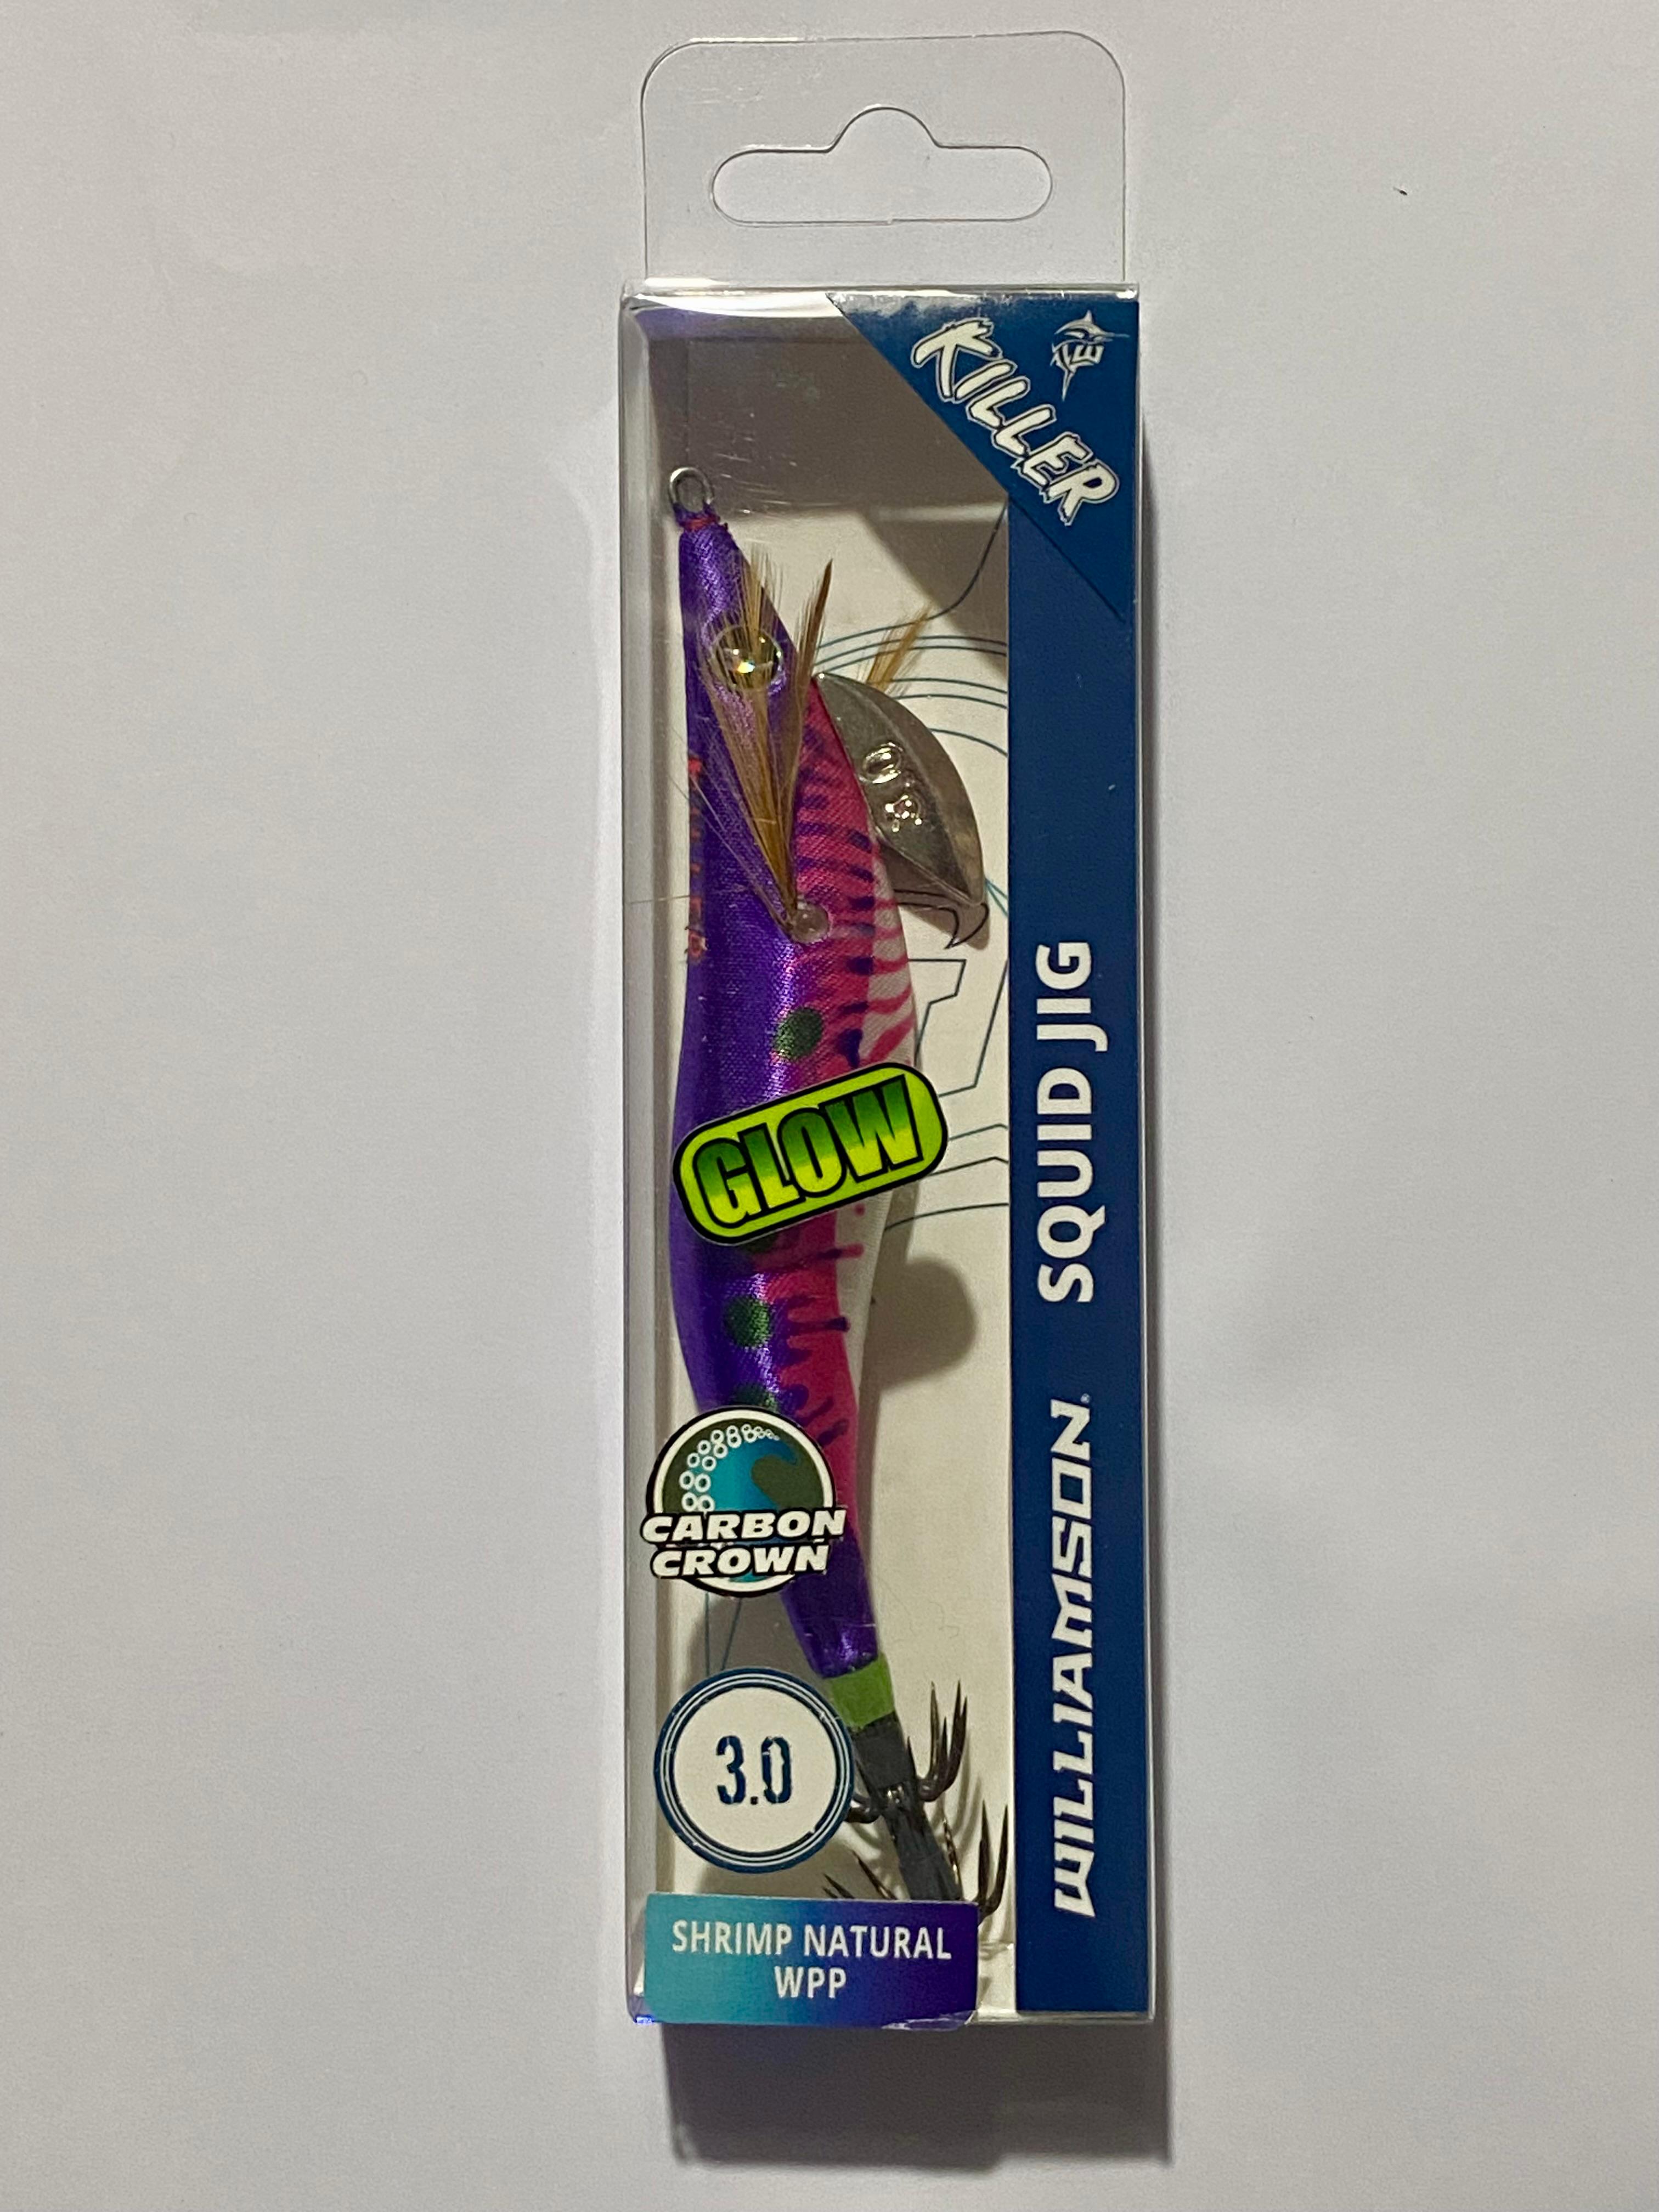 KILLER
SQUID JIG
WILLIAMSON
GLOW
CARBON
CROWN
3.0
SHRIMP NATURAL
WPP